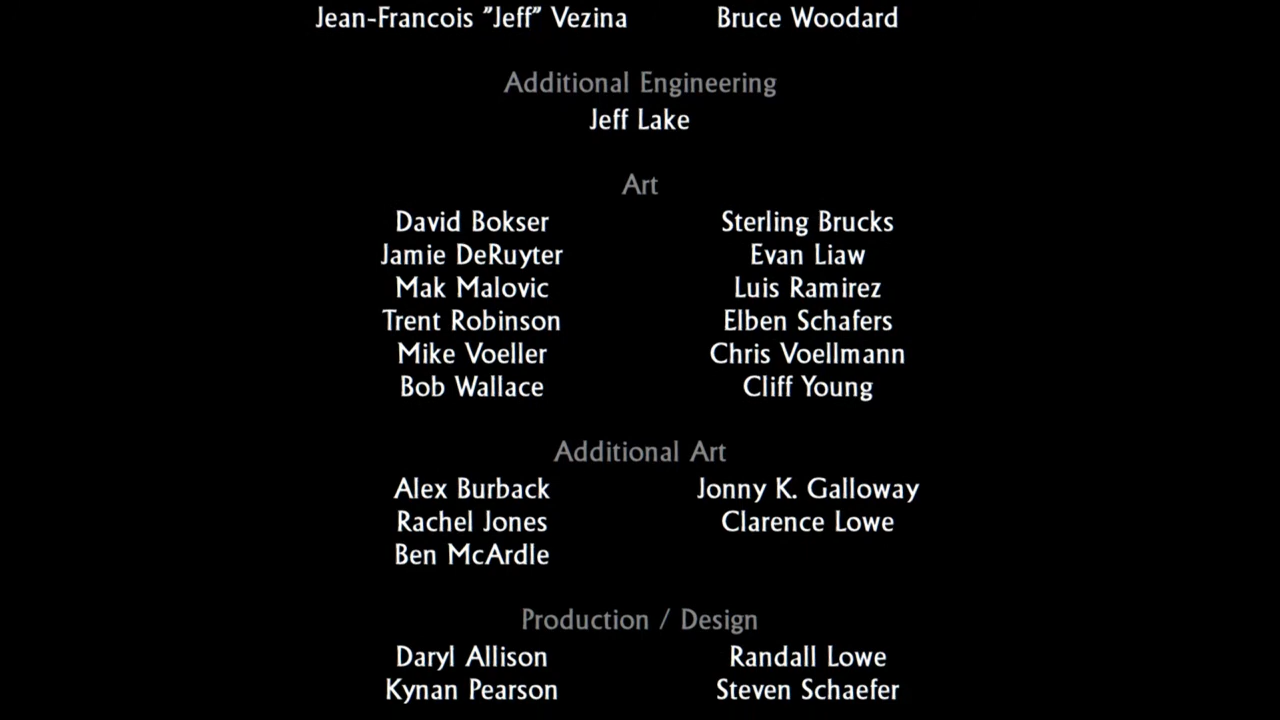 Jean-Francois "Jeff" Vezina Bruce Woodard
Additional Engineering
Jeff Lake
Art
David Bokser Sterling Brucks
Jamie DeRuyter Evan Liaw
Mak Malovic Luis Ramirez
Trent Robinson Elben Schafers
Mike Voeller Chris Voellmann
Bob Wallace Cliff Young
Additional Art
Alex Burback Jonny K. Galloway
Rachel Jones Clarence Lowe
Ben McArdle
Production / Design
Daryl Allison Randall Lowe
Kynan Pearson Steven Schaefer